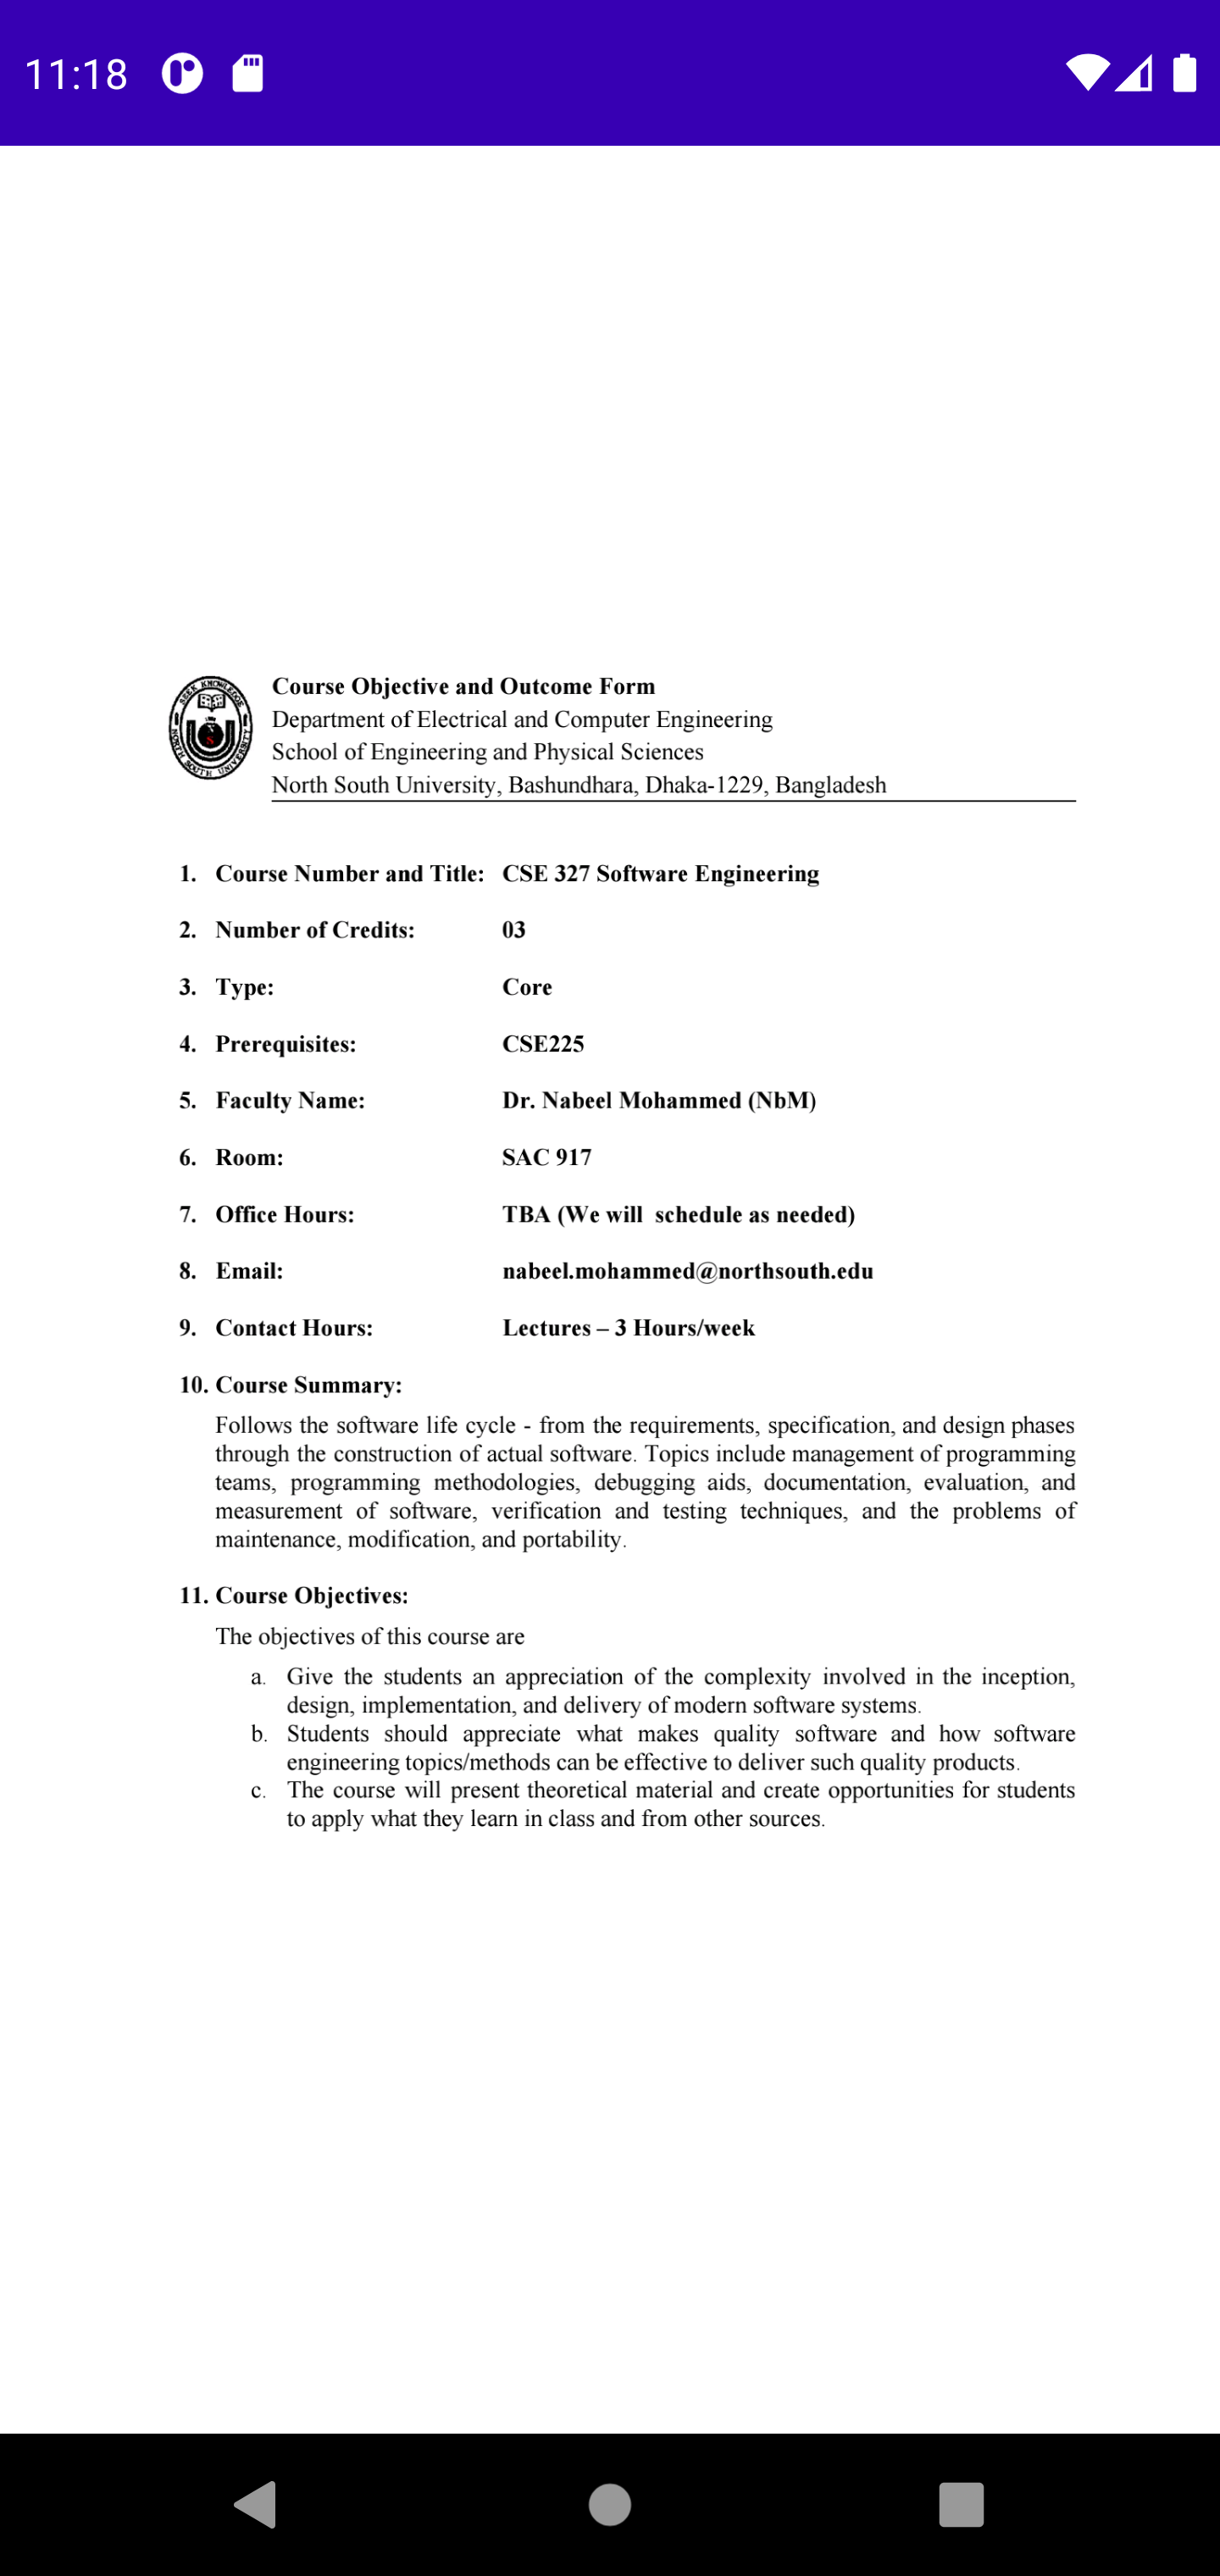 11:18
SEEK KNOWLEDGE
NORTH SOUTH UNIVERSITY
Course Objective and Outcome Form
Department of Electrical and Computer Engineering
School of Engineering and Physical Sciences
North South University, Bashundhara, Dhaka-1229, Bangladesh
1. Course Number and Title: CSE 327 Software Engineering
2. Number of Credits: 03
3. Type: Core
4. Prerequisites: CSE225
5. Faculty Name: Dr. Nabeel Mohammed (NbM)
6. Room: SAC 917
7. Office Hours: TBA (We will schedule as needed)
8. Email: nabeel.mohammed@northsouth.edu
9. Contact Hours: Lectures – 3 Hours/week
10. Course Summary:
Follows the software life cycle - from the requirements, specification, and design phases
through the construction of actual software. Topics include management of programming
teams, programming methodologies, debugging aids, documentation, evaluation, and
measurement of software, verification and testing techniques, and the problems of
maintenance, modification, and portability.
11. Course Objectives:
The objectives of this course are
a. Give the students an appreciation of the complexity involved in the inception,
design, implementation, and delivery of modern software systems.
b. Students should appreciate what makes quality software and how software
engineering topics/methods can be effective to deliver such quality products.
c. The course will present theoretical material and create opportunities for students
to apply what they learn in class and from other sources.